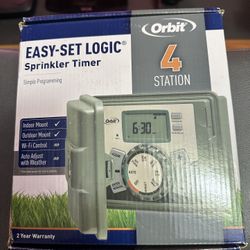 EASY-SET LOGIC®
Sprinkler Timer
Simple Programming
Orbit
4
STATION
Indoor Mount
Outdoor Mount
Wi-Fi Control
Auto Adjust
with Weather
Orbit
6:30
AUTO
2 Year Warranty